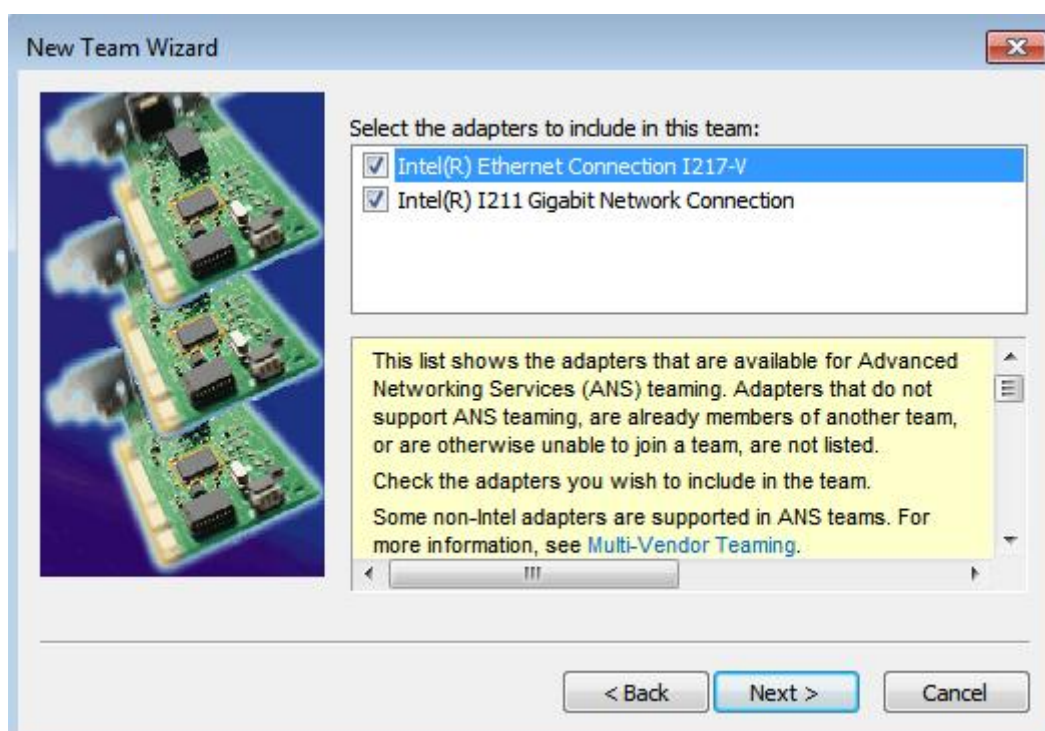 New Team Wizard
Select the adapters to include in this team:
Intel(R) Ethernet Connection I217-V
Intel(R) I211 Gigabit Network Connection
This list shows the adapters that are available for Advanced
Networking Services (ANS) teaming. Adapters that do not
support ANS teaming, are already members of another team,
or are otherwise unable to join a team, are not listed.
Check the adapters you wish to include in the team.
Some non-Intel adapters are supported in ANS teams. For
more information, see Multi-Vendor Teaming.
< Back
Next >
Cancel